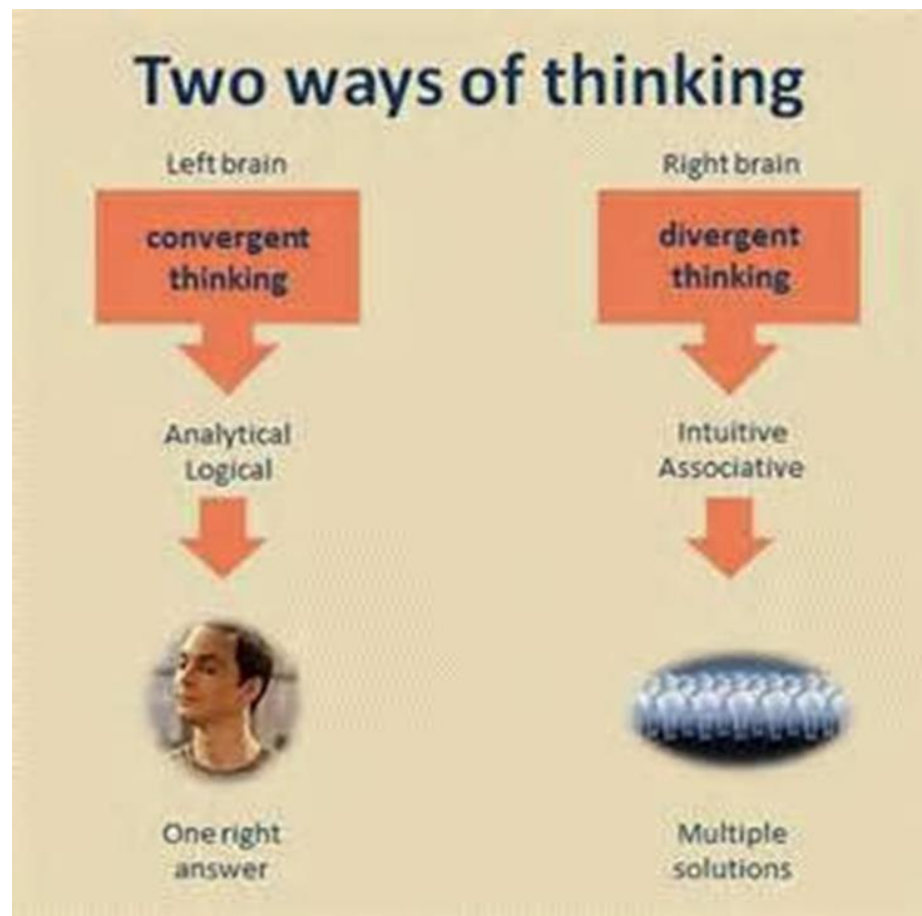 Two ways of thinking
Left brain
convergent
thinking
Analytical
Logical
One right
answer
Right brain
divergent
thinking
Intuitive
Associative
Multiple
solutions